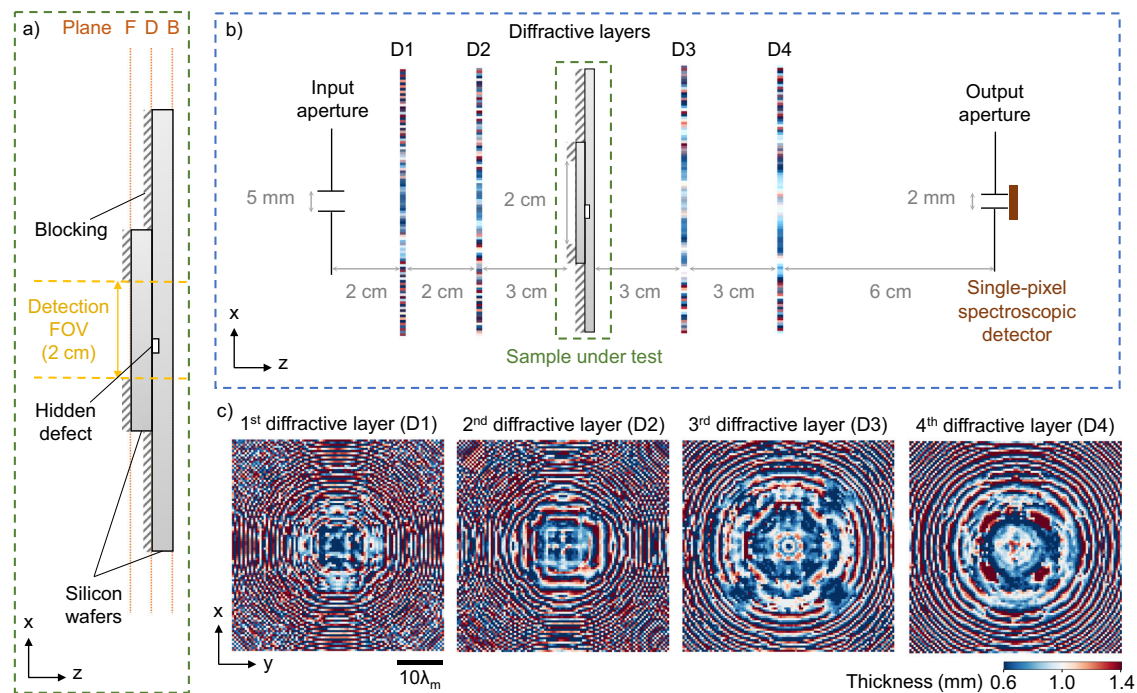 a)
Plane F D B
Blocking
Detection
FOV
(2 cm)
Hidden
defect
Silicon
wafers
x
z
b)
Diffractive layers
D1 D2 D3 D4
Input
aperture
Output
aperture
5 mm
2 cm
2 mm
2 cm 2 cm 3 cm 3 cm 3 cm 6 cm
Single-pixel
spectroscopic
detector
x
z
Sample under test
c)
1st diffractive layer (D1) 2nd diffractive layer (D2) 3rd diffractive layer (D3) 4th diffractive layer (D4)
x
y
10λm
Thickness (mm) 0.6 1.0 1.4